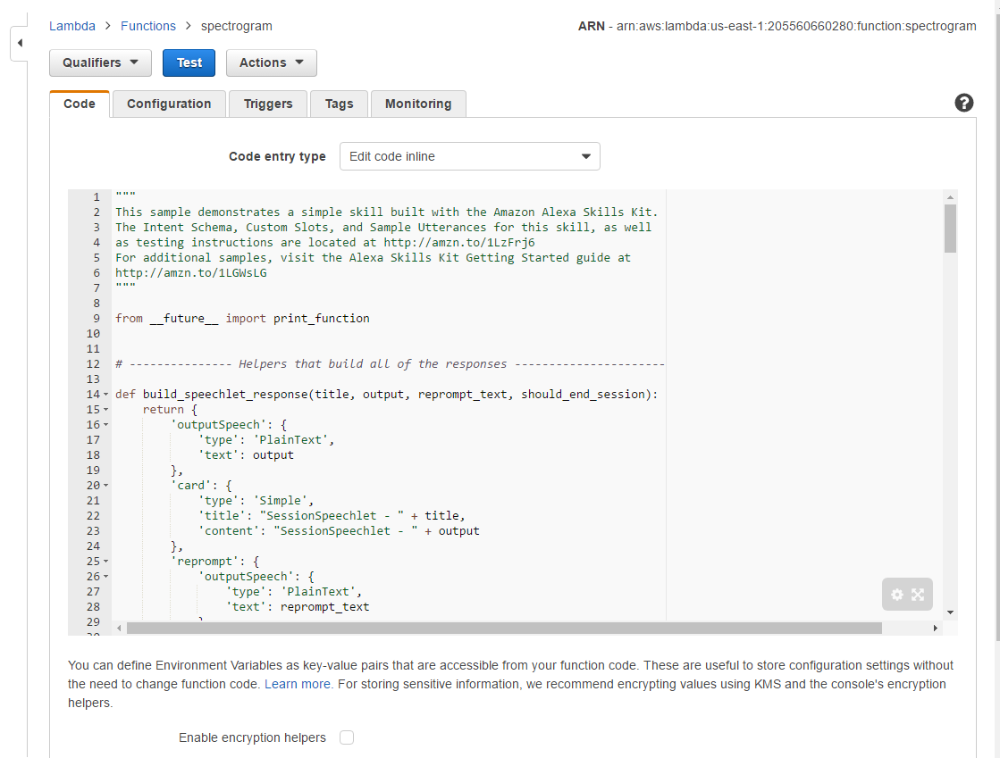 Lambda > Functions > spectrogram ARN - arn:aws:lambda:us-east-1:205560660280:function:spectrogram
Qualifiers Test Actions
Code Configuration Triggers Tags Monitoring ?
Code entry type Edit code inline
1 """
2 This sample demonstrates a simple skill built with the Amazon Alexa Skills Kit.
3 The Intent Schema, Custom Slots, and Sample Utterances for this skill, as well
4 as testing instructions are located at http://amzn.to/1LzFrj6
5 For additional samples, visit the Alexa Skills Kit Getting Started guide at
6 http://amzn.to/1LGWsLG
7 """
8
9 from __future__ import print_function
10
11
12 # --------------- Helpers that build all of the responses ----------------------
13
14 def build_speechlet_response(title, output, reprompt_text, should_end_session):
15     return {
16         'outputSpeech': {
17             'type': 'PlainText',
18             'text': output
19         },
20         'card': {
21             'type': 'Simple',
22             'title': "SessionSpeechlet - " + title,
23             'content': "SessionSpeechlet - " + output
24         },
25         'reprompt': {
26             'outputSpeech': {
27                 'type': 'PlainText',
28                 'text': reprompt_text
29             }
You can define Environment Variables as key-value pairs that are accessible from your function code. These are useful to store configuration settings without
the need to change function code. Learn more. For storing sensitive information, we recommend encrypting values using KMS and the console's encryption
helpers.
Enable encryption helpers